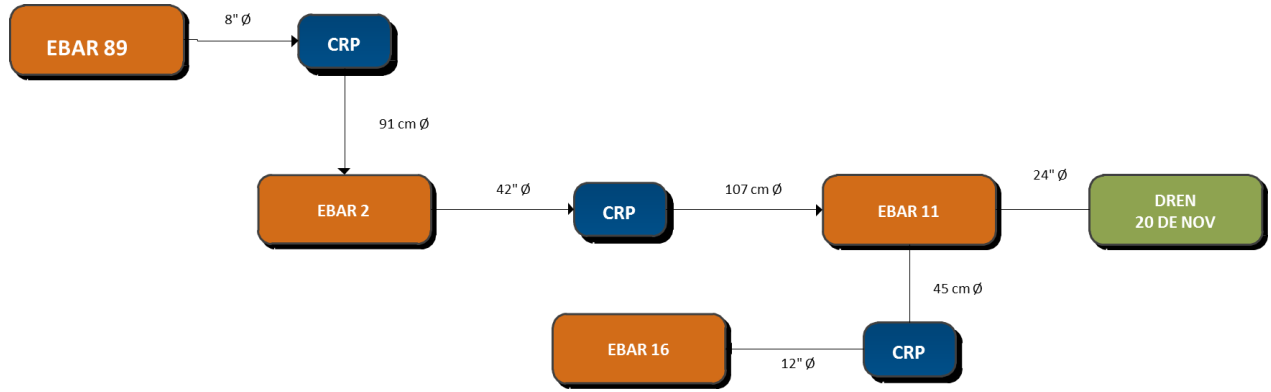 EBAR 89
8" Ø
CRP
91 cm Ø
EBAR 2
42" Ø
CRP
107 cm Ø
EBAR 11
24" Ø
DREN
20 DE NOV
45 cm Ø
EBAR 16
12" Ø
CRP